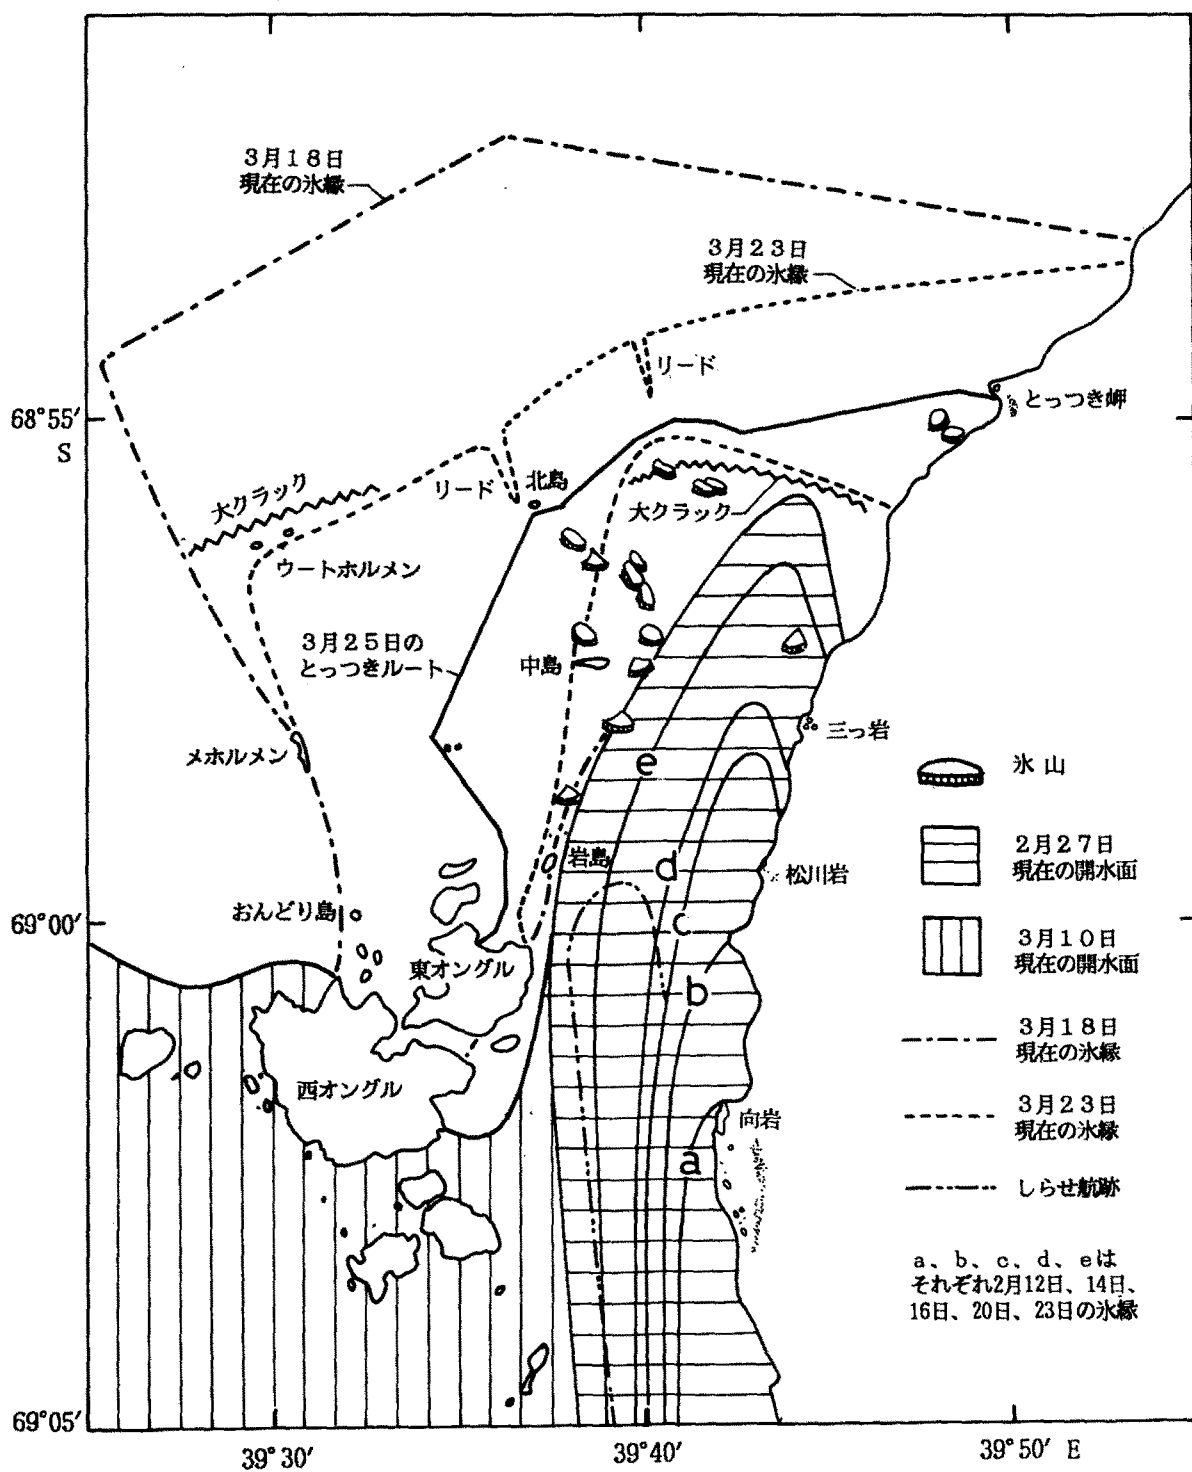 3月18日
現在の氷縁
3月23日
現在の氷縁
リード
とっつき岬
68°55′
S
リード
北島
大クラック
大クラック
ウートホルメン
3月25日の
とっつきルート
中島
メホルメン
三つ岩
e
氷山
岩島
d
松川岩
2月27日
現在の開水面
おんどり島
69°00′
c
3月10日
現在の開水面
東オングル
b
3月18日
現在の氷縁
西オングル
向岩
3月23日
現在の氷縁
a
しらせ航跡
a、b、c、d、eは
それぞれ2月12日、14日、
16日、20日、23日の氷縁
69°05′
39°30′
39°40′
39°50′ E